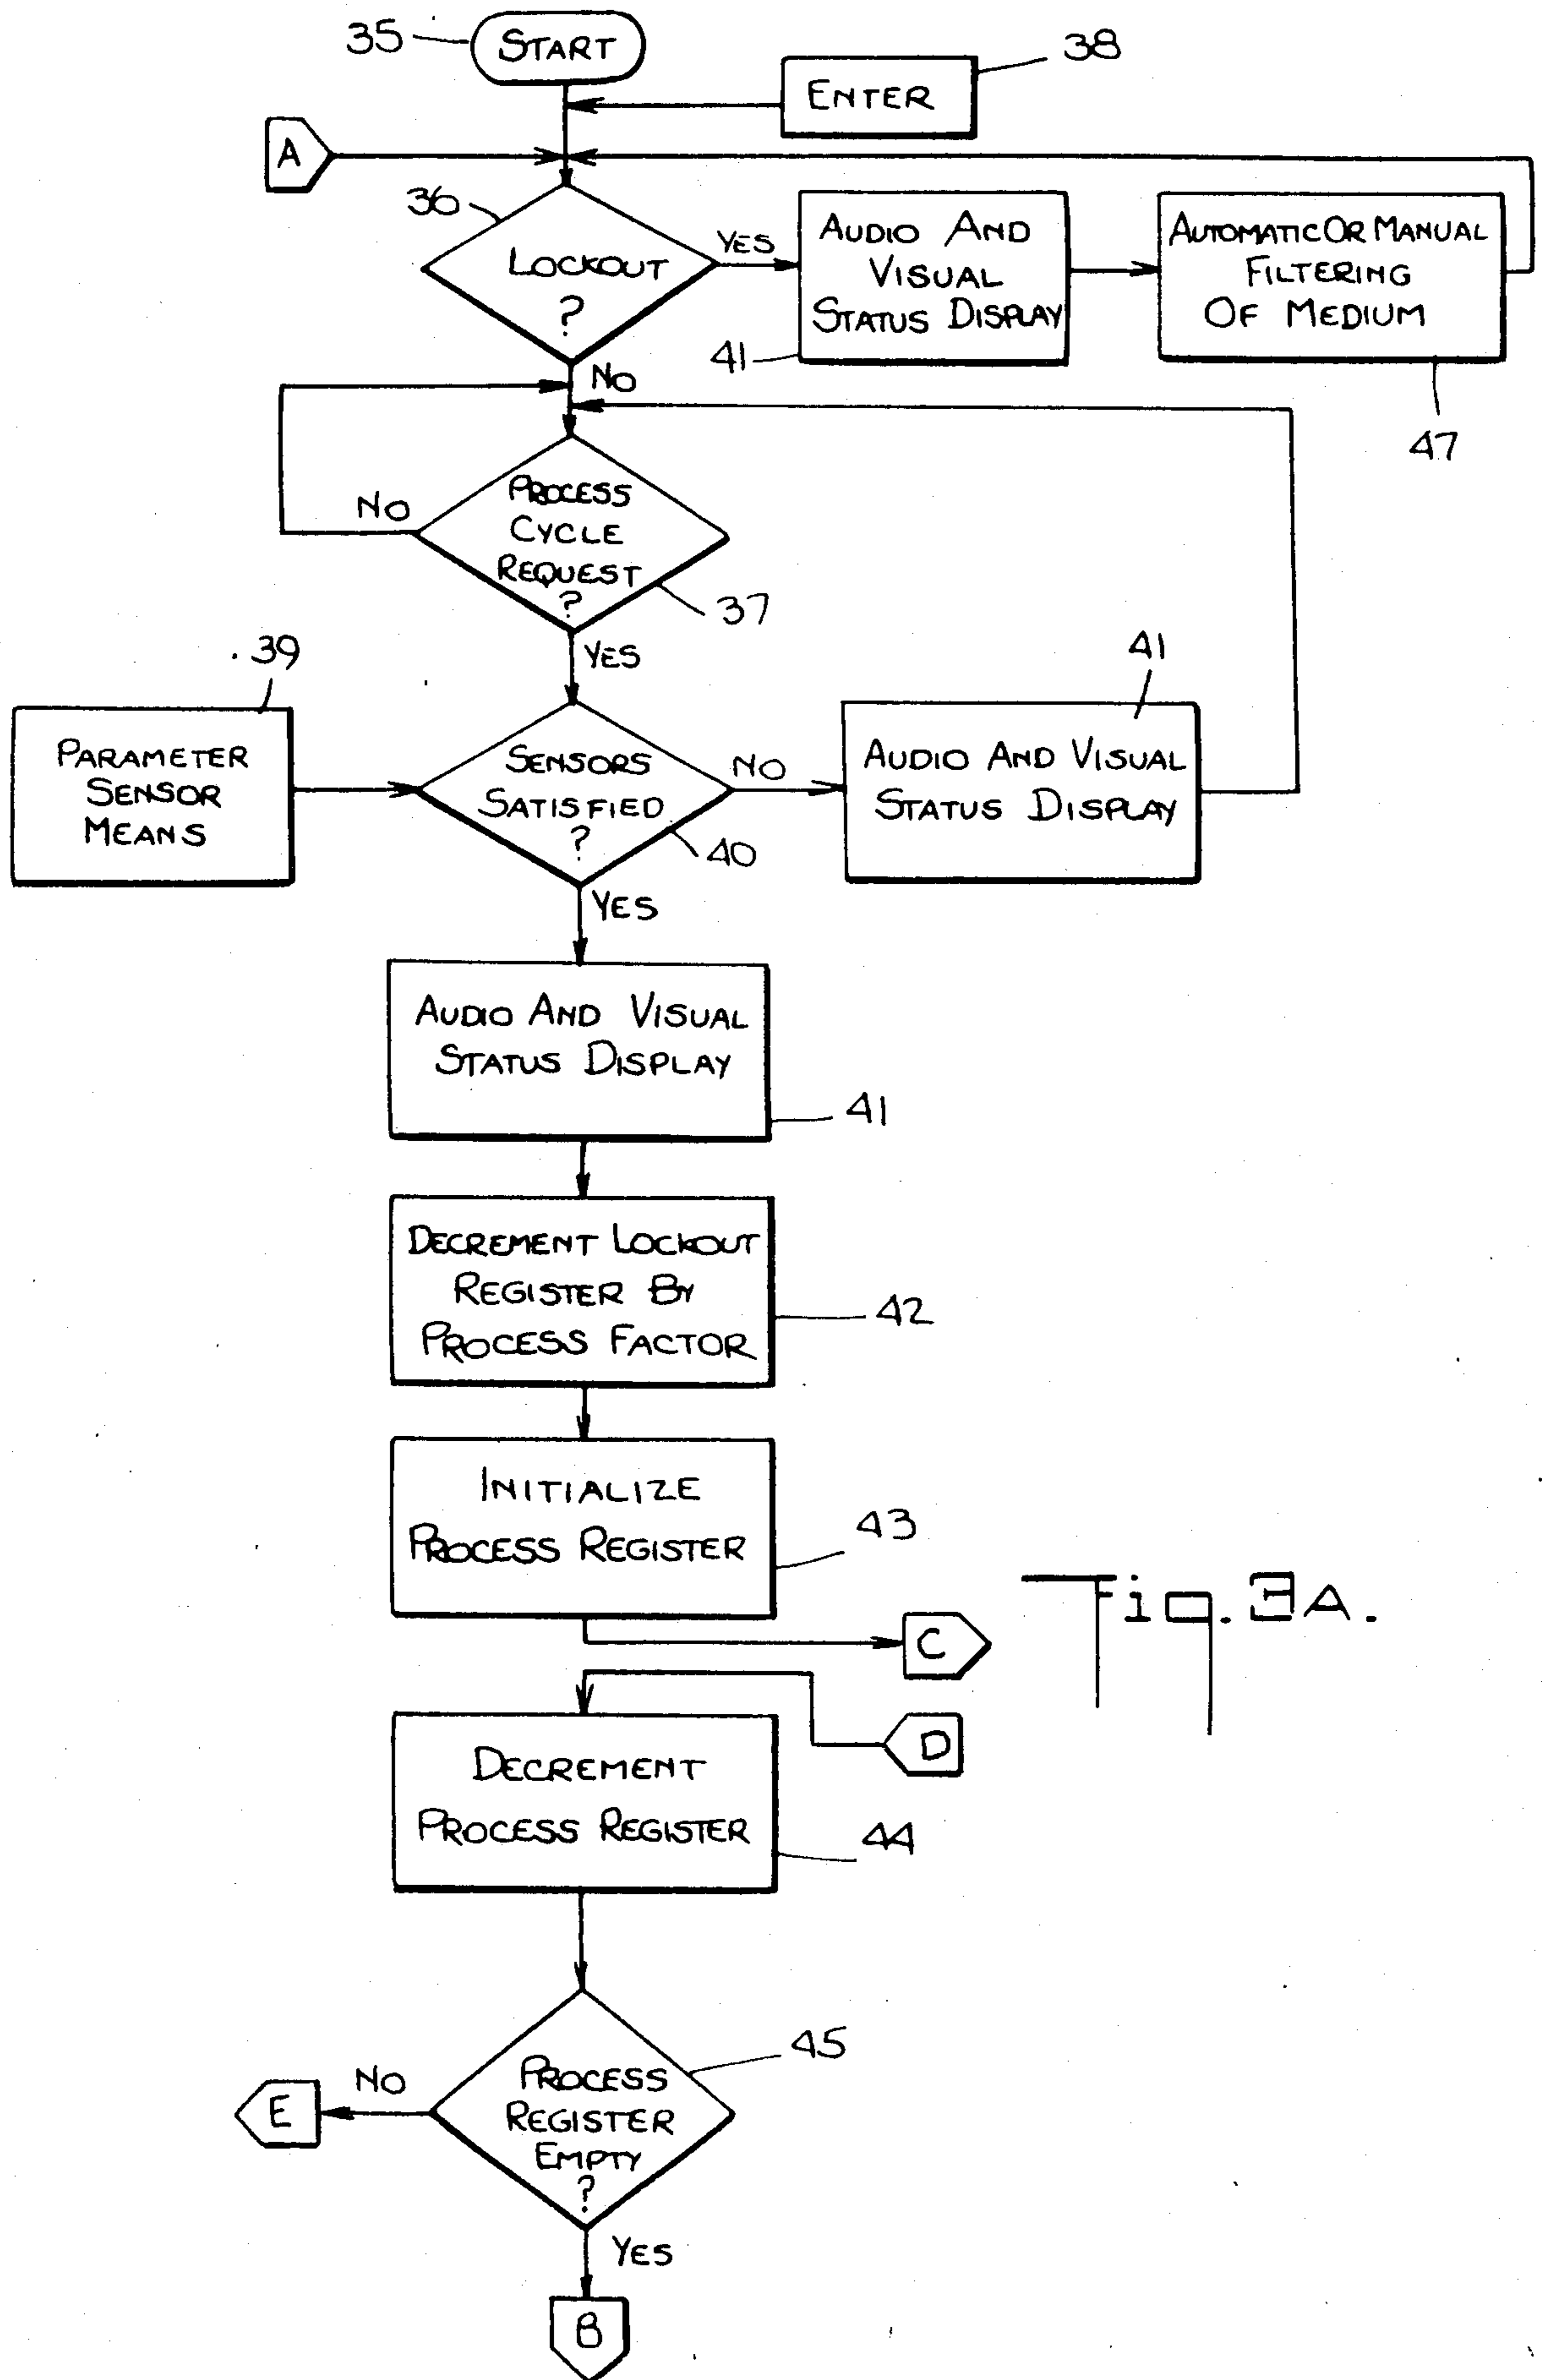 35
START
38
ENTER
A
36
LOCKOUT
?
YES
AUDIO AND
VISUAL
STATUS DISPLAY
41
AUTOMATIC OR MANUAL
FILTERING
OF MEDIUM
47
NO
NO
PROCESS
CYCLE
REQUEST
?
37
YES
39
PARAMETER
SENSOR
MEANS
SENSORS
SATISFIED
?
40
NO
41
AUDIO AND VISUAL
STATUS DISPLAY
YES
AUDIO AND VISUAL
STATUS DISPLAY
41
DECREMENT LOCKOUT
REGISTER BY
PROCESS FACTOR
42
INITIALIZE
PROCESS REGISTER
43
C
Fig. 3A.
D
DECREMENT
PROCESS REGISTER
44
45
PROCESS
REGISTER
EMPTY
?
NO
E
YES
B